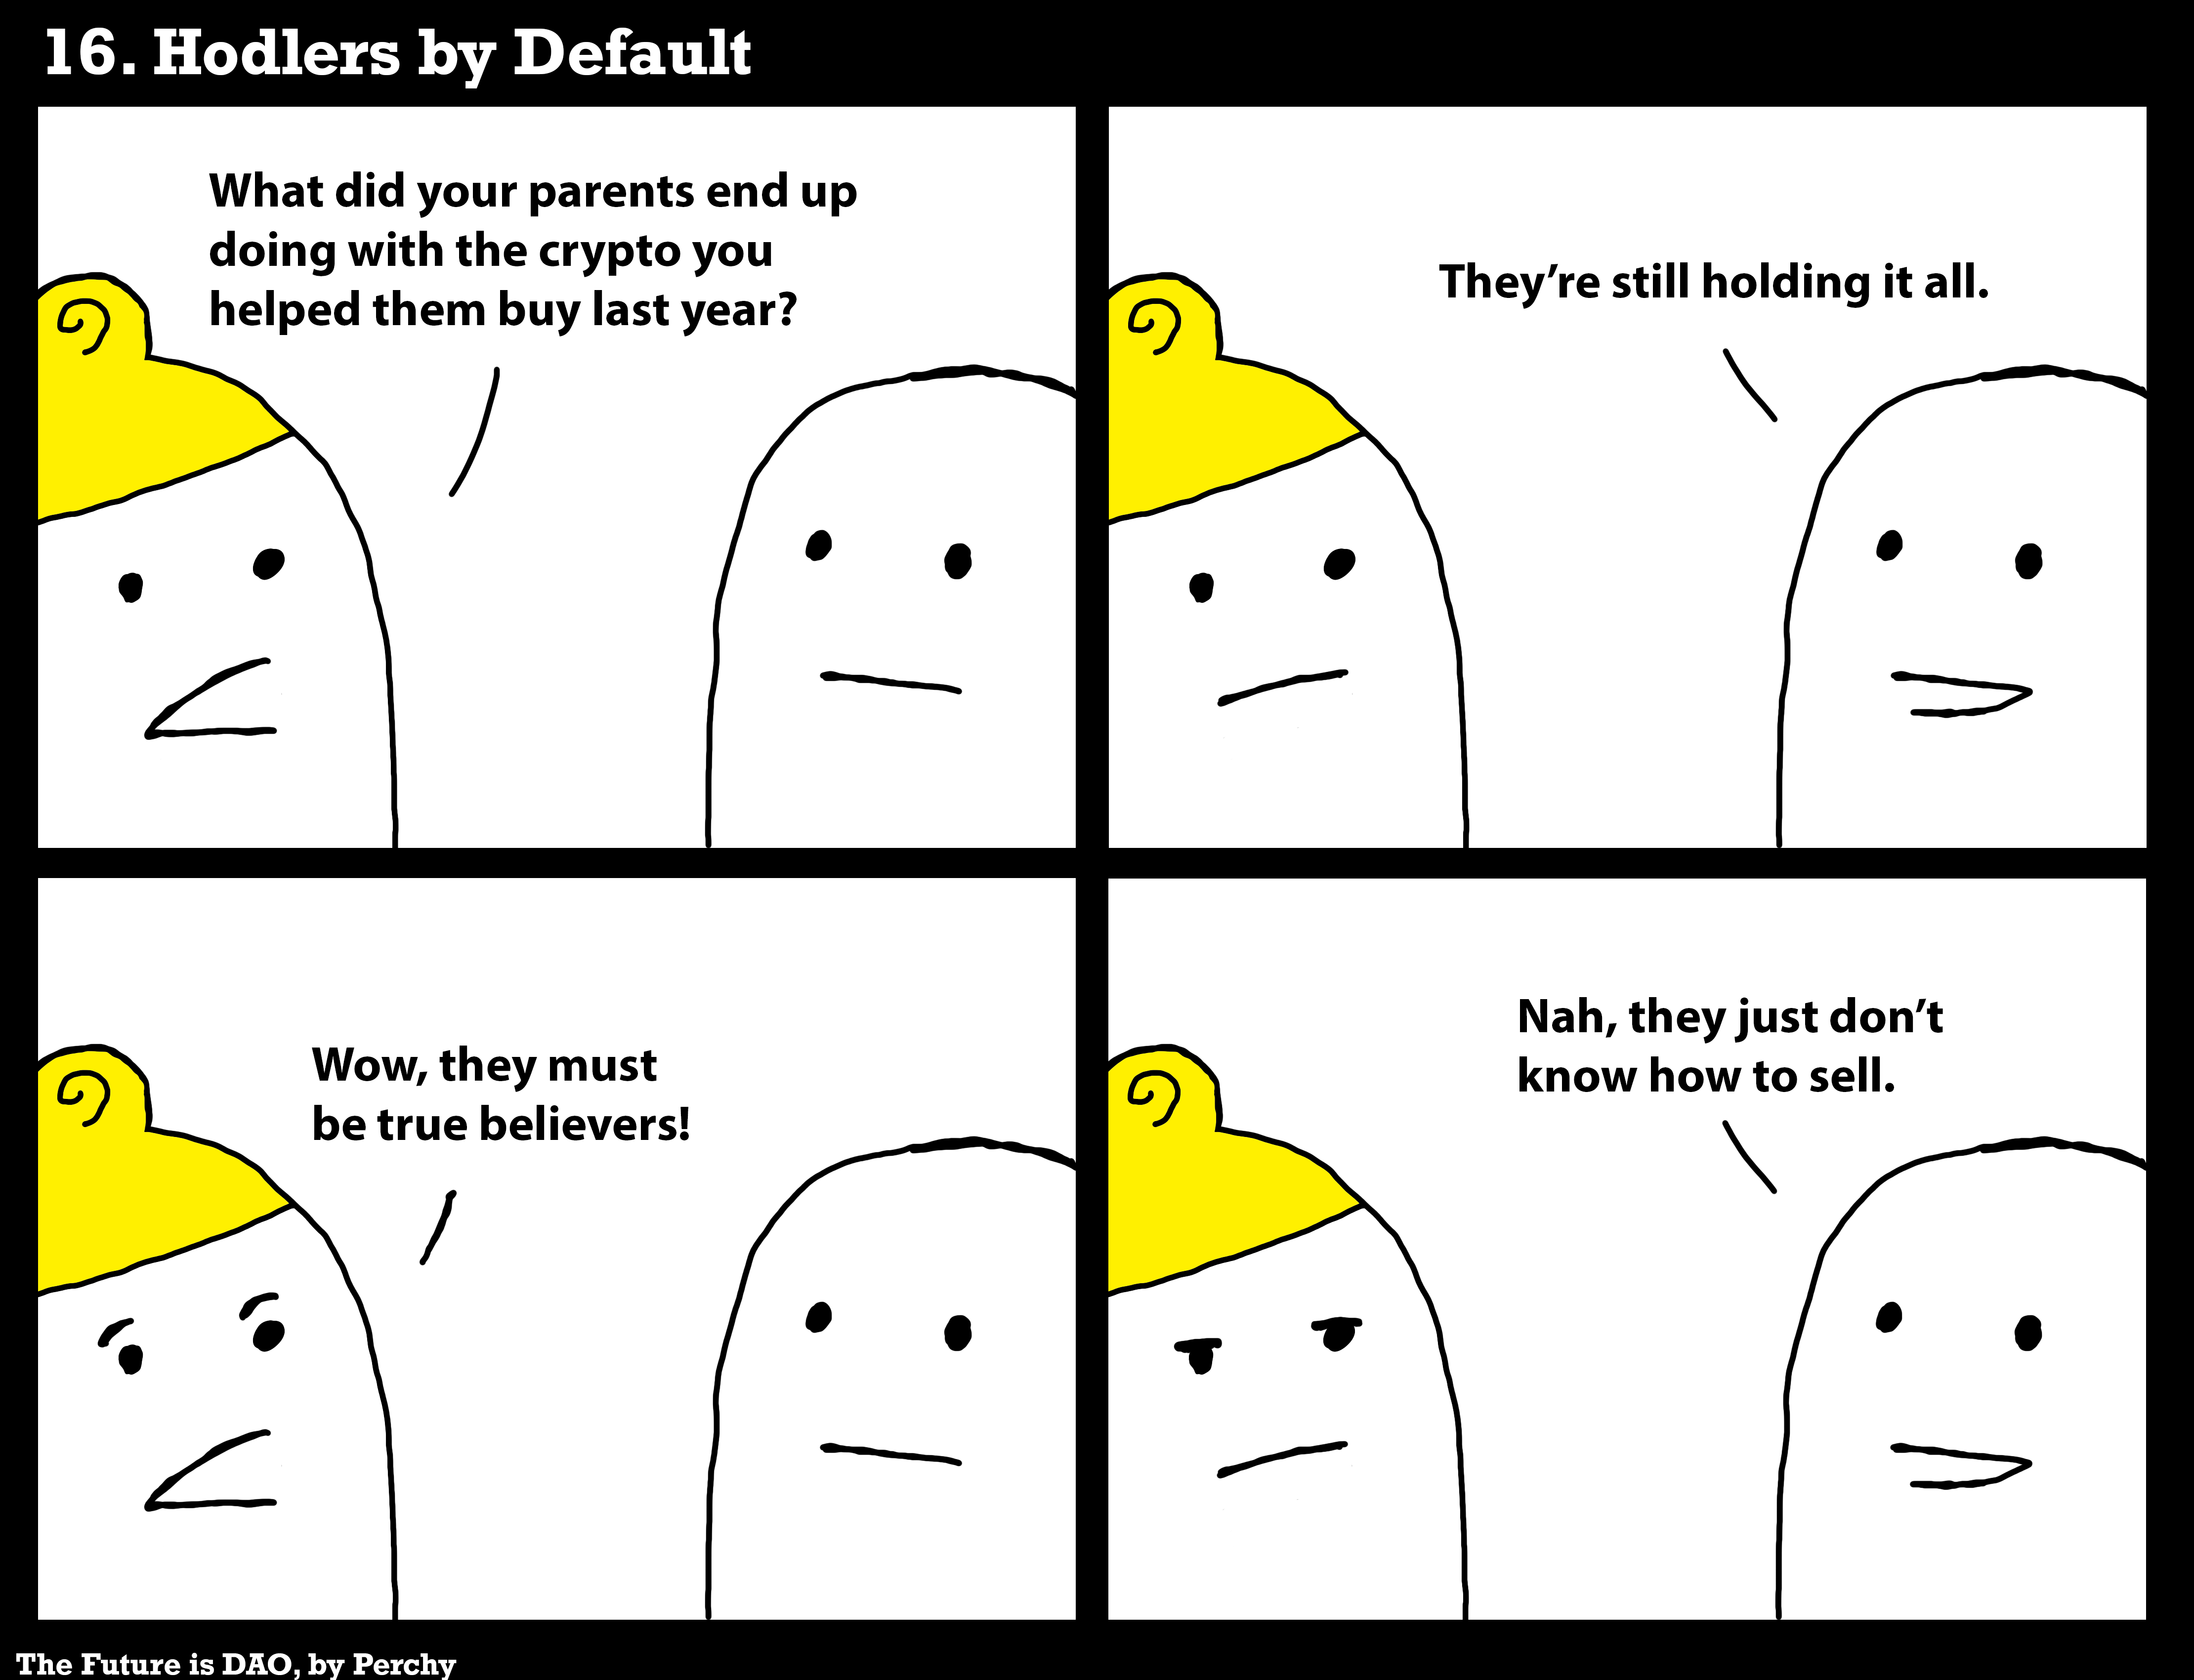 16. Hodlers by Default
What did your parents end up
doing with the crypto you
helped them buy last year?
They’re still holding it all.
Wow, they must
be true believers!
Nah, they just don’t
know how to sell.
The Future is DAO, by Perchy